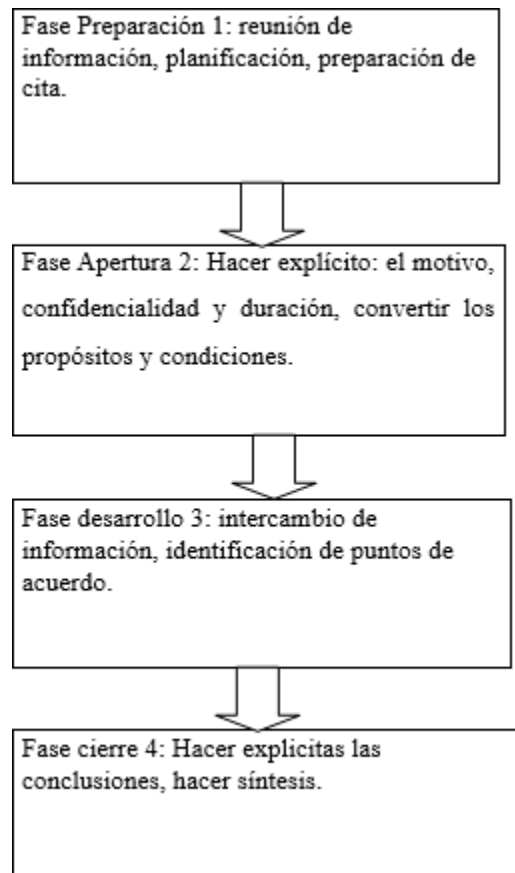 Fase Preparación 1: reunión de
información, planificación, preparación de
cita.
Fase Apertura 2: Hacer explícito: el motivo,
confidencialidad y duración, convertir los
propósitos y condiciones.
Fase desarrollo 3: intercambio de
información, identificación de puntos de
acuerdo.
Fase cierre 4: Hacer explicitas las
conclusiones, hacer síntesis.